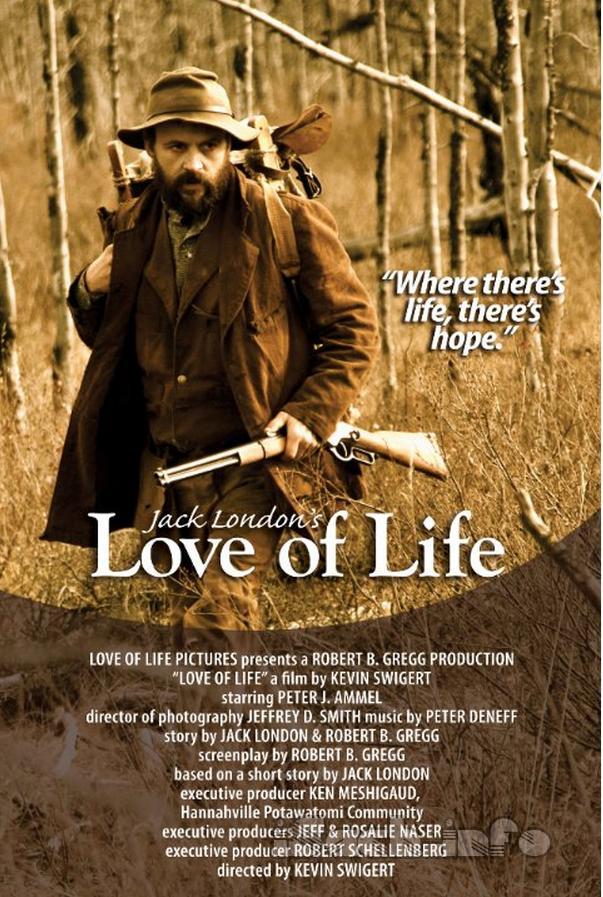 “Where there’s
life, there’s
hope.”
Jack London’s
Love of Life
LOVE OF LIFE PICTURES presents a ROBERT B. GREGG PRODUCTION
“LOVE OF LIFE” a film by KEVIN SWIGERT
starring PETER J. AMMEL
director of photography JEFFREY D. SMITH music by PETER DENEFF
story by JACK LONDON & ROBERT B. GREGG
screenplay by ROBERT B. GREGG
based on a short story by JACK LONDON
executive producer KEN MESHIGAUD,
Hannahville Potawatomi Community
executive producers JEFF & ROSALIE NASER
executive producer ROBERT SCHELLENBERG
directed by KEVIN SWIGERT